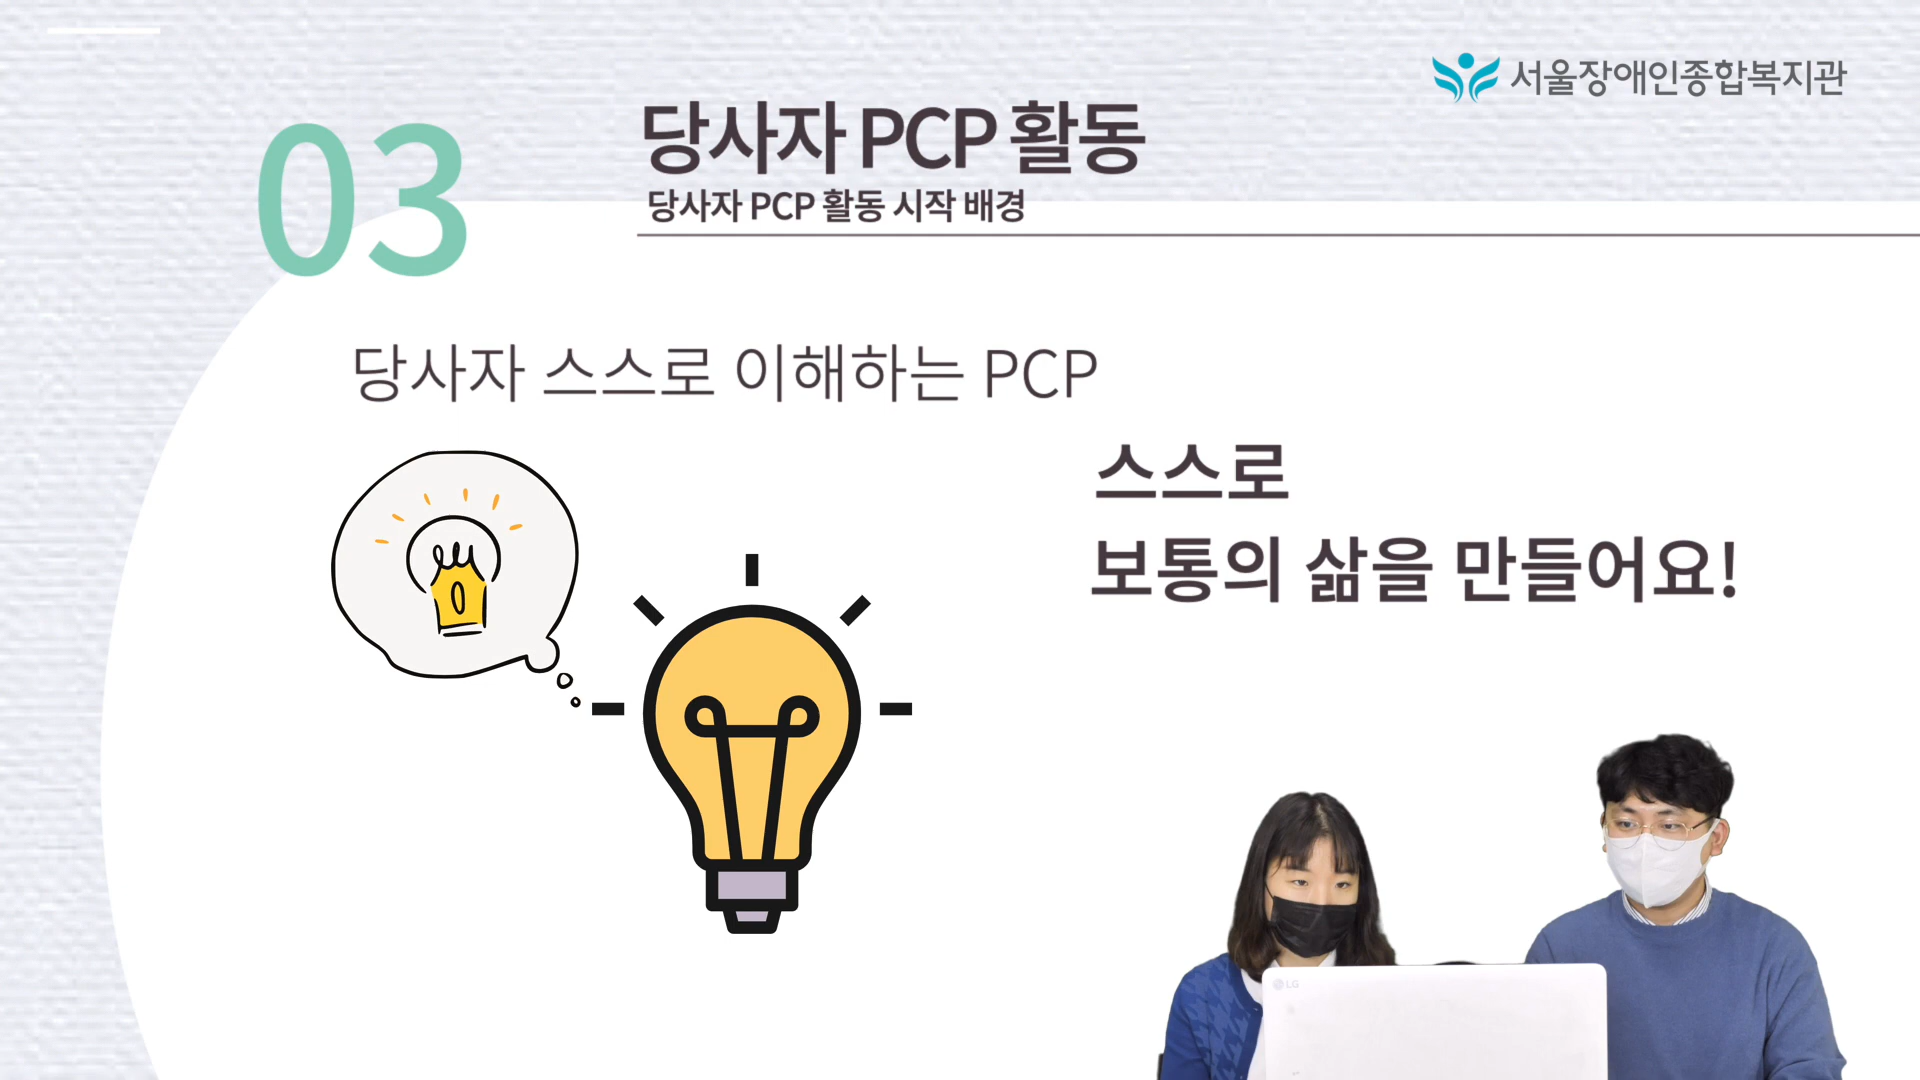 서울장애인종합복지관
03
당사자 PCP 활동
당사자 PCP 활동 시작 배경
당사자 스스로 이해하는 PCP
스스로
보통의 삶을 만들어요!
LG